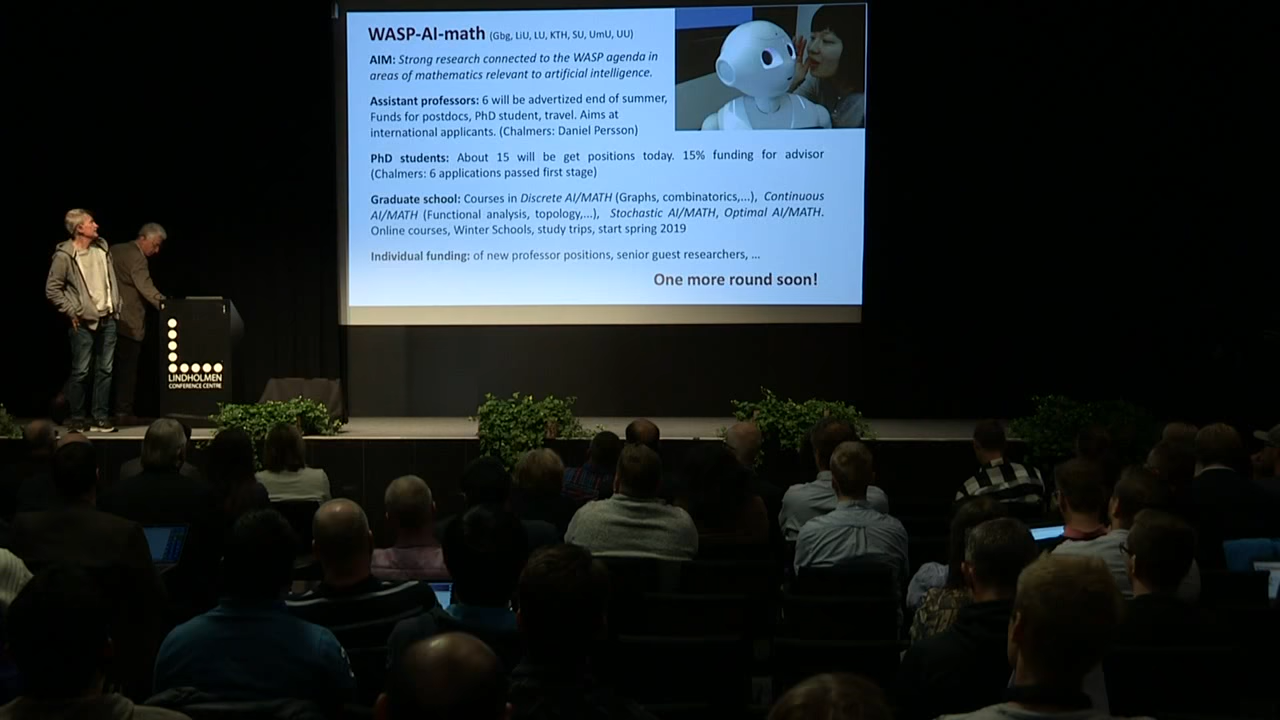 WASP-AI-math (Gbg, LiU, LU, KTH, SU, UmU, UU)
AIM: Strong research connected to the WASP agenda in
areas of mathematics relevant to artificial intelligence.
Assistant professors: 6 will be advertized end of summer,
Funds for postdocs, PhD student, travel. Aims at
international applicants. (Chalmers: Daniel Persson)
PhD students: About 15 will be get positions today. 15% funding for advisor
(Chalmers: 6 applications passed first stage)
Graduate school: Courses in Discrete AI/MATH (Graphs, combinatorics,...), Continuous
AI/MATH (Functional analysis, topology,...), Stochastic AI/MATH, Optimal AI/MATH.
Online courses, Winter Schools, study trips, start spring 2019
Individual funding: of new professor positions, senior guest researchers, ...
One more round soon!
LINDHOLMEN
CONFERENCE CENTRE